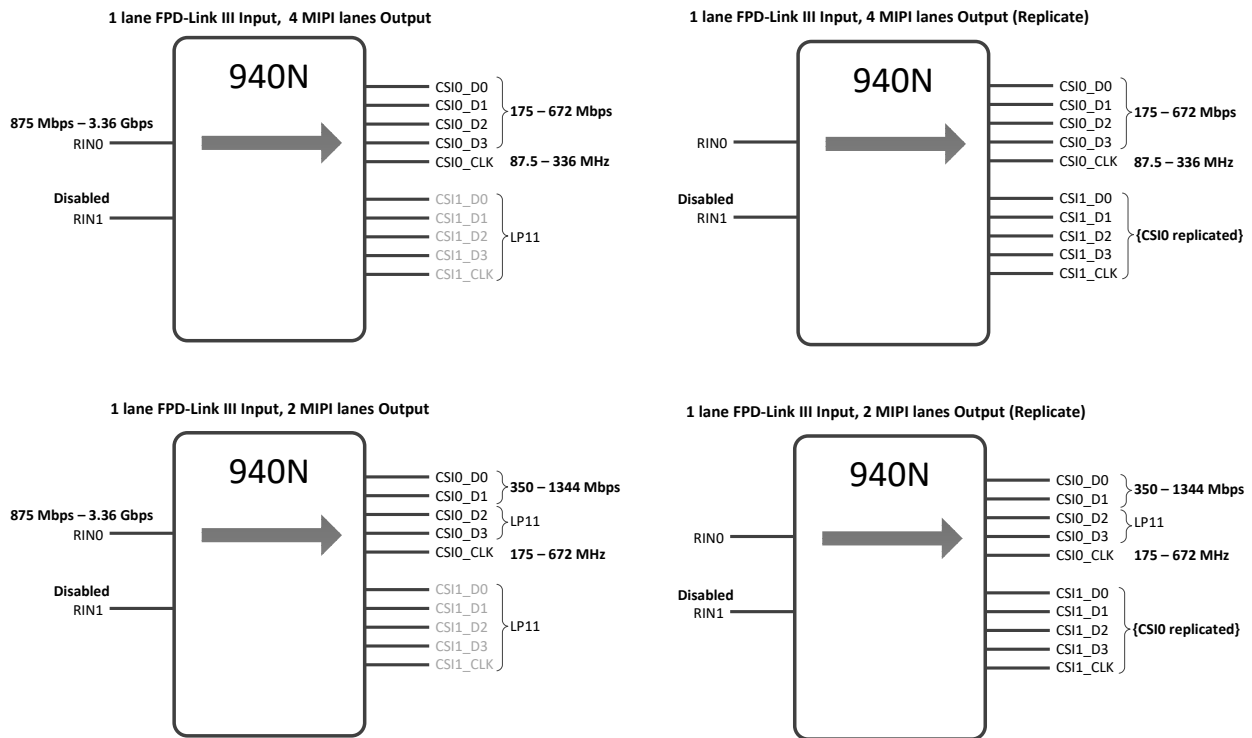 1 lane FPD-Link III Input, 4 MIPI lanes Output
940N
875 Mbps – 3.36 Gbps
RIN0
Disabled
RIN1
CSI0_D0
CSI0_D1
CSI0_D2
CSI0_D3
175 – 672 Mbps
CSI0_CLK 87.5 – 336 MHz
CSI1_D0
CSI1_D1
CSI1_D2
CSI1_D3
CSI1_CLK
LP11
1 lane FPD-Link III Input, 4 MIPI lanes Output (Replicate)
940N
RIN0
Disabled
RIN1
CSI0_D0
CSI0_D1
CSI0_D2
CSI0_D3
175 – 672 Mbps
CSI0_CLK 87.5 – 336 MHz
CSI1_D0
CSI1_D1
CSI1_D2
CSI1_D3
CSI1_CLK
{CSI0 replicated}
1 lane FPD-Link III Input, 2 MIPI lanes Output
940N
875 Mbps – 3.36 Gbps
RIN0
Disabled
RIN1
CSI0_D0
CSI0_D1
350 – 1344 Mbps
CSI0_D2
CSI0_D3
LP11
CSI0_CLK 175 – 672 MHz
CSI1_D0
CSI1_D1
CSI1_D2
CSI1_D3
CSI1_CLK
LP11
1 lane FPD-Link III Input, 2 MIPI lanes Output (Replicate)
940N
RIN0
Disabled
RIN1
CSI0_D0
CSI0_D1
350 – 1344 Mbps
CSI0_D2
CSI0_D3
LP11
CSI0_CLK 175 – 672 MHz
CSI1_D0
CSI1_D1
CSI1_D2
CSI1_D3
CSI1_CLK
{CSI0 replicated}